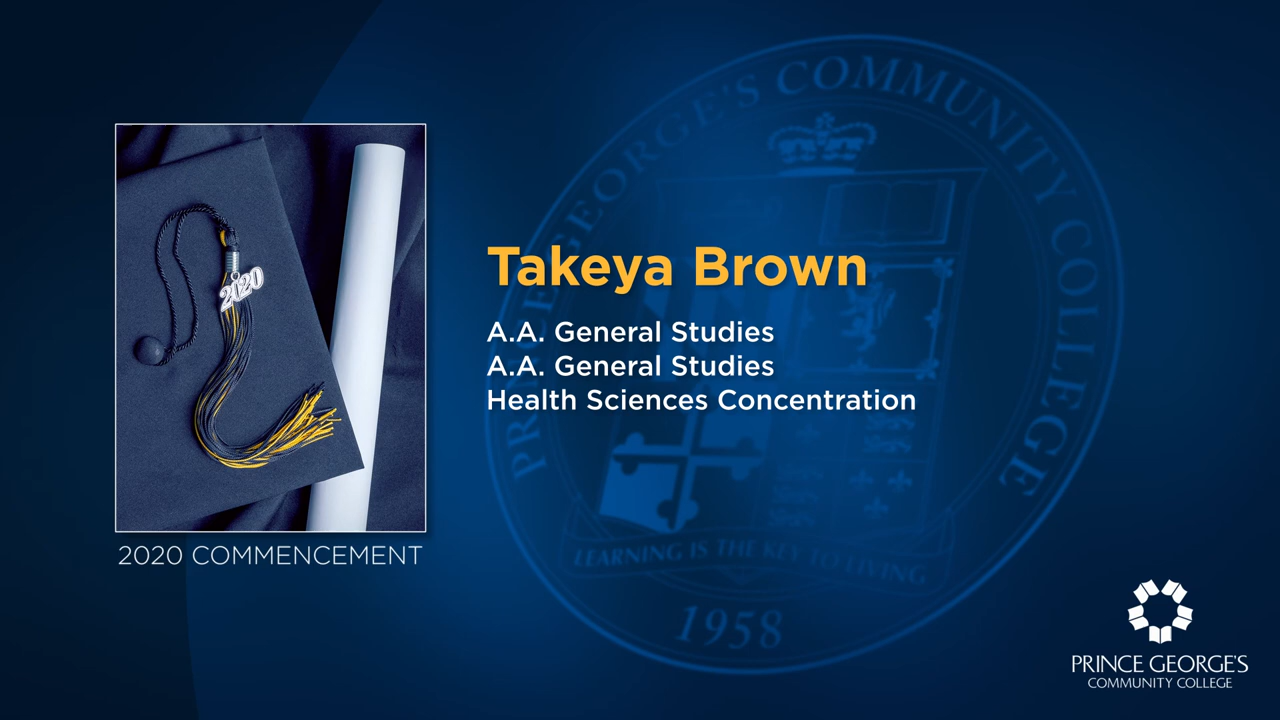 PRINCE GEORGE'S COMMUNITY COLLEGE
2020
Takeya Brown
A.A. General Studies
A.A. General Studies
Health Sciences Concentration
2020 COMMENCEMENT
LEARNING IS THE KEY TO LIVING
1958
PRINCE GEORGE'S
COMMUNITY COLLEGE